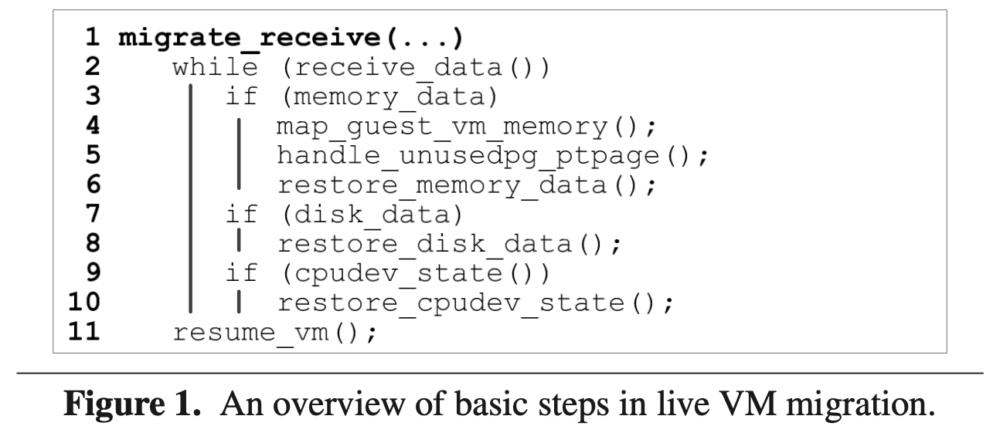 1 migrate_receive(...)
2 while (receive_data())
3 if (memory_data)
4 map_guest_vm_memory();
5 handle_unusedpg_ptpage();
6 restore_memory_data();
7 if (disk_data)
8 restore_disk_data();
9 if (cpudev_state())
10 restore_cpudev_state();
11 resume_vm();
Figure 1. An overview of basic steps in live VM migration.